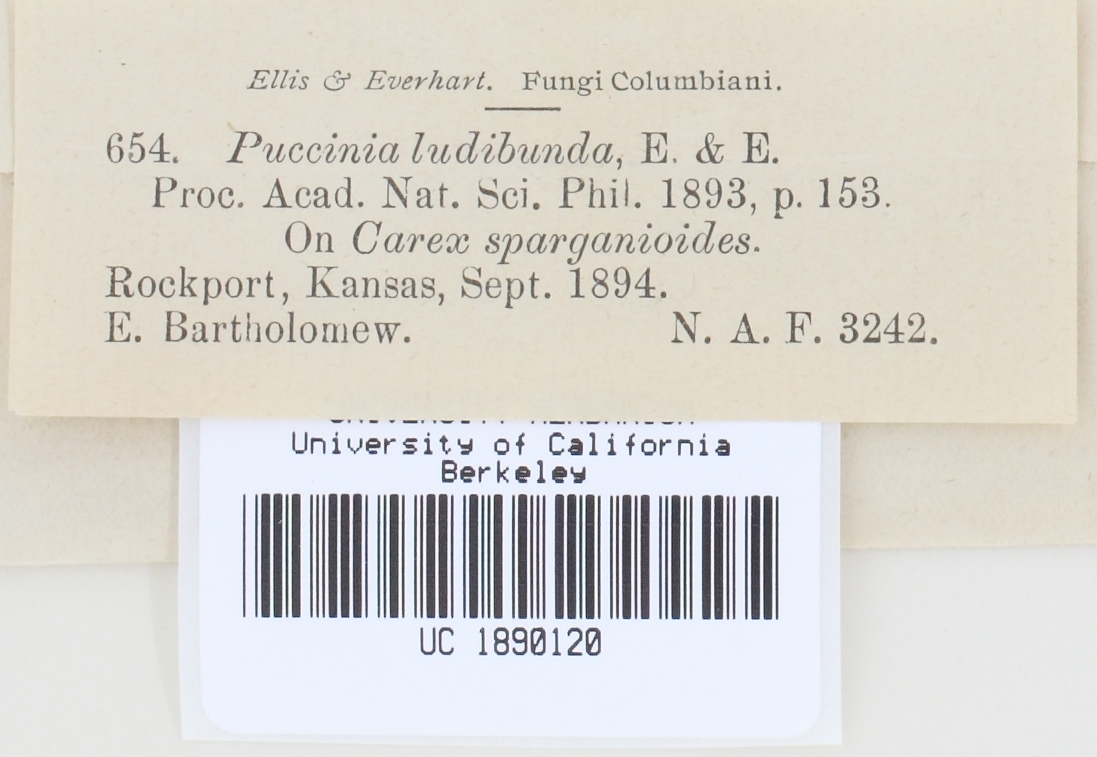 Ellis & Everhart. Fungi Columbiani.
654. Puccinia ludibunda, E. & E.
Proc. Acad. Nat. Sci. Phil. 1893, p. 153.
On Carex sparganioides.
Rockport, Kansas, Sept. 1894.
E. Bartholomew. N. A. F. 3242.
University of California
Berkeley
UC 1890120